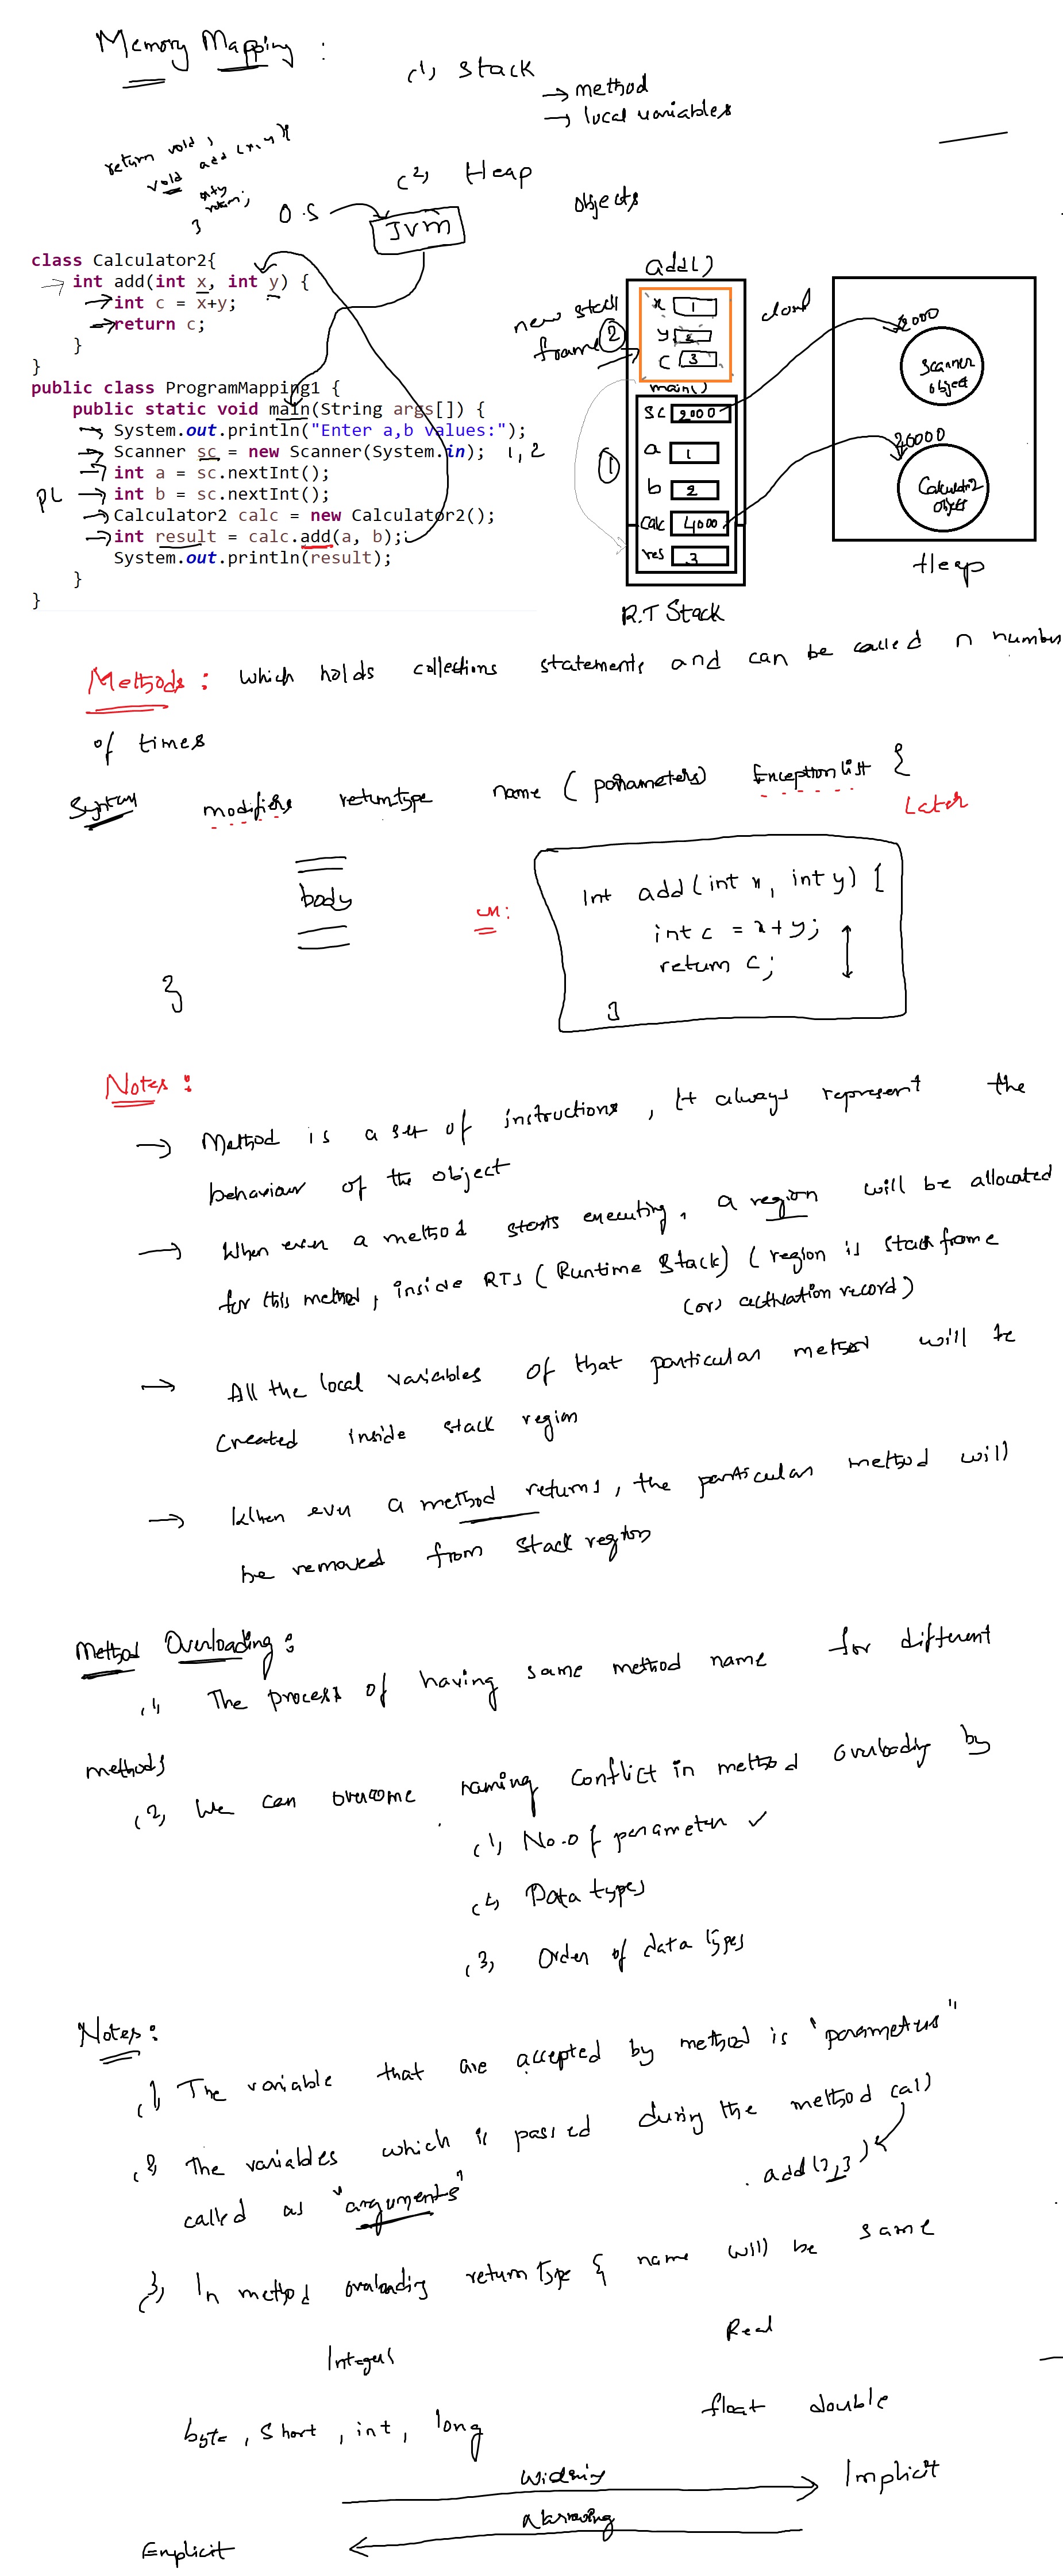 Memory Mapping :
(1) Stack
→ method
→ local variables
return void ;
void add (x, y) {
return;
}
(2) Heap
objects
O.S
JVM
class Calculator2{
int add(int x, int y) {
int c = x+y;
return c;
}
}
public class ProgramMapping1 {
public static void main(String args[]) {
System.out.println("Enter a,b values:");
Scanner sc = new Scanner(System.in); 1, 2
int a = sc.nextInt();
PL
int b = sc.nextInt();
Calculator2 calc = new Calculator2();
int result = calc.add(a, b);
System.out.println(result);
}
}
add()
new stack
frame
2
x 1
y 2
c 3
main()
1
sc 2000
a 1
b 2
calc 4000
res 3
R.T Stack
2000
Scanner
object
Calculator2
object
Heap
Methods : which holds collections statements and can be called n number
of times
Syntax modifiers returntype name ( parameters) Exception list {
Later
body
}
ex:
int add(int x, int y) {
int c = x+y;
return c;
}
Notes :
→ Method is a set of instructions, It always represent the
behaviour of the object
→ When ever a method starts executing, a region will be allocated
for this method, inside RTS ( Runtime Stack) ( region is stack frame
(or) activation record)
→ All the local variables of that particular method will be
created inside stack region
→ When ever a method returns, the particular method will
be removed from stack region
Method Overloading :
(1) The process of having same method name for different
methods
(2) We can overcome naming conflict in method overloading by
(1) No.of parameter ✓
(2) Data types
(3) Order of data types
Notes :
(1) The variable that are accepted by method is "parameters"
(2) The variables which is passed during the method call
called as "arguments"
add(2,3)
3) In method overloading return type & name will be same
Integers
Real
byte, short, int, long
float double
Widening
Implicit
Narrowing
Explicit